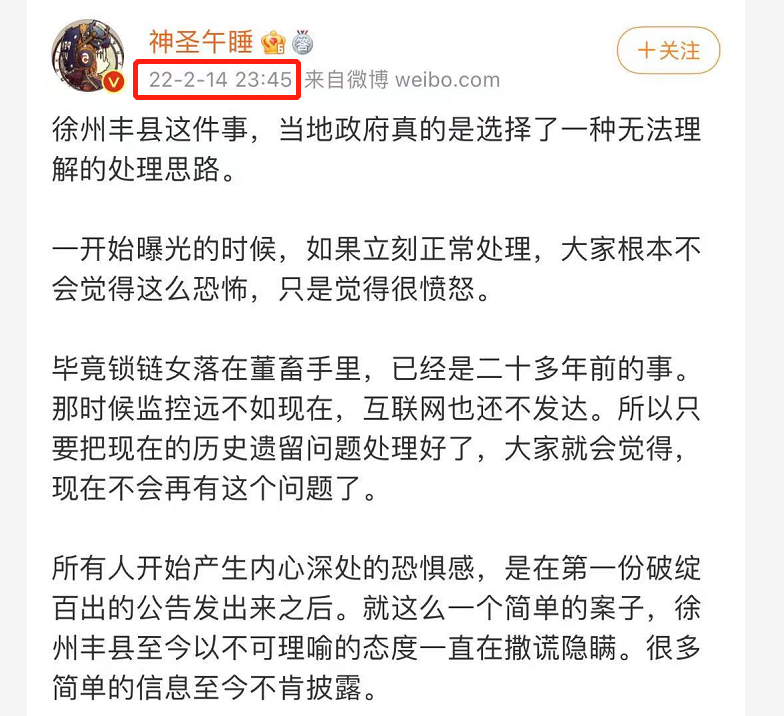 神圣午睡
+关注
22-2-14 23:45 来自微博 weibo.com
徐州丰县这件事，当地政府真的是选择了一种无法理
解的处理思路。
一开始曝光的时候，如果立刻正常处理，大家根本不
会觉得这么恐怖，只是觉得很愤怒。
毕竟锁链女落在董畜手里，已经是二十多年前的事。
那时候监控远不如现在，互联网也还不发达。所以只
要把现在的历史遗留问题处理好了，大家就会觉得，
现在不会再有这个问题了。
所有人开始产生内心深处的恐惧感，是在第一份破绽
百出的公告发出来之后。就这么一个简单的案子，徐
州丰县至今以不可理喻的态度一直在撒谎隐瞒。很多
简单的信息至今不肯披露。